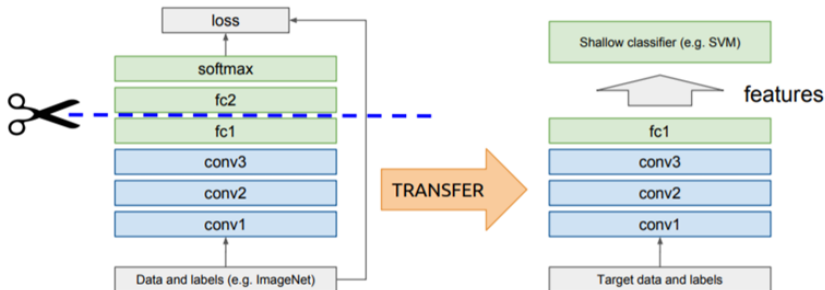 loss
softmax
fc2
fc1
conv3
conv2
conv1
Data and labels (e.g. ImageNet)
TRANSFER
Shallow classifier (e.g. SVM)
features
fc1
conv3
conv2
conv1
Target data and labels